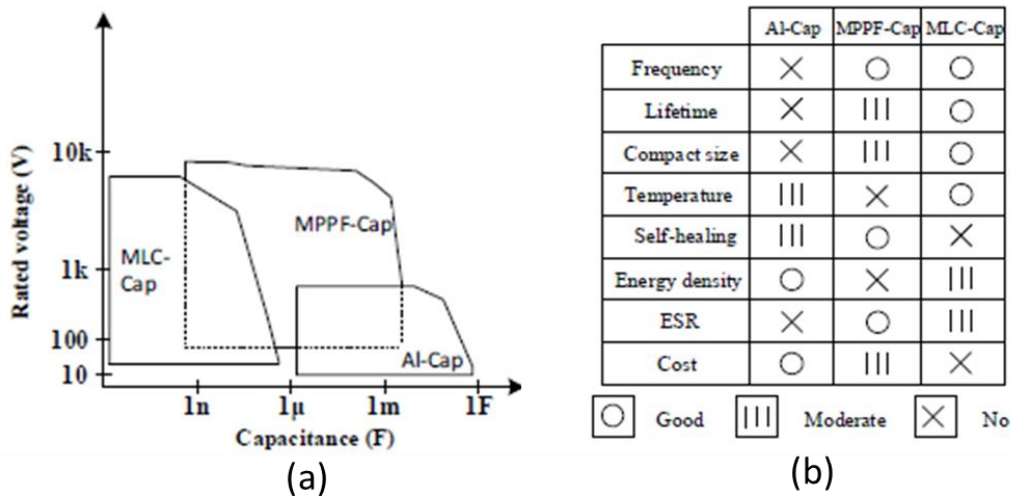 Rated voltage (V)
10k
1k
100
10
MPPF-Cap
MLC-
Cap
Al-Cap
1n 1μ 1m 1F
Capacitance (F)
(a)
Al-Cap MPPF-Cap MLC-Cap
Frequency
Lifetime
Compact size
Temperature
Self-healing
Energy density
ESR
Cost
Good Moderate No
(b)